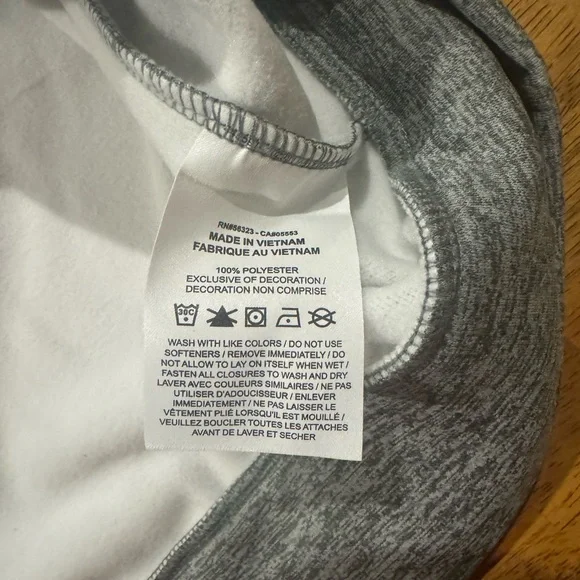 RN#56323 - CA#05553
MADE IN VIETNAM
FABRIQUE AU VIETNAM
100% POLYESTER
EXCLUSIVE OF DECORATION /
DECORATION NON COMPRISE
30C
WASH WITH LIKE COLORS / DO NOT USE
SOFTENERS / REMOVE IMMEDIATELY / DO
NOT ALLOW TO LAY ON ITSELF WHEN WET /
FASTEN ALL CLOSURES TO WASH AND DRY
LAVER AVEC COULEURS SIMILAIRES / NE PAS
UTILISER D'ADOUCISSEUR / ENLEVER
IMMEDIATEMENT / NE PAS LAISSER LE
VÊTEMENT PLIÉ LORSQU'IL EST MOUILLÉ /
VEUILLEZ BOUCLER TOUTES LES ATTACHES
AVANT DE LAVER ET SECHER